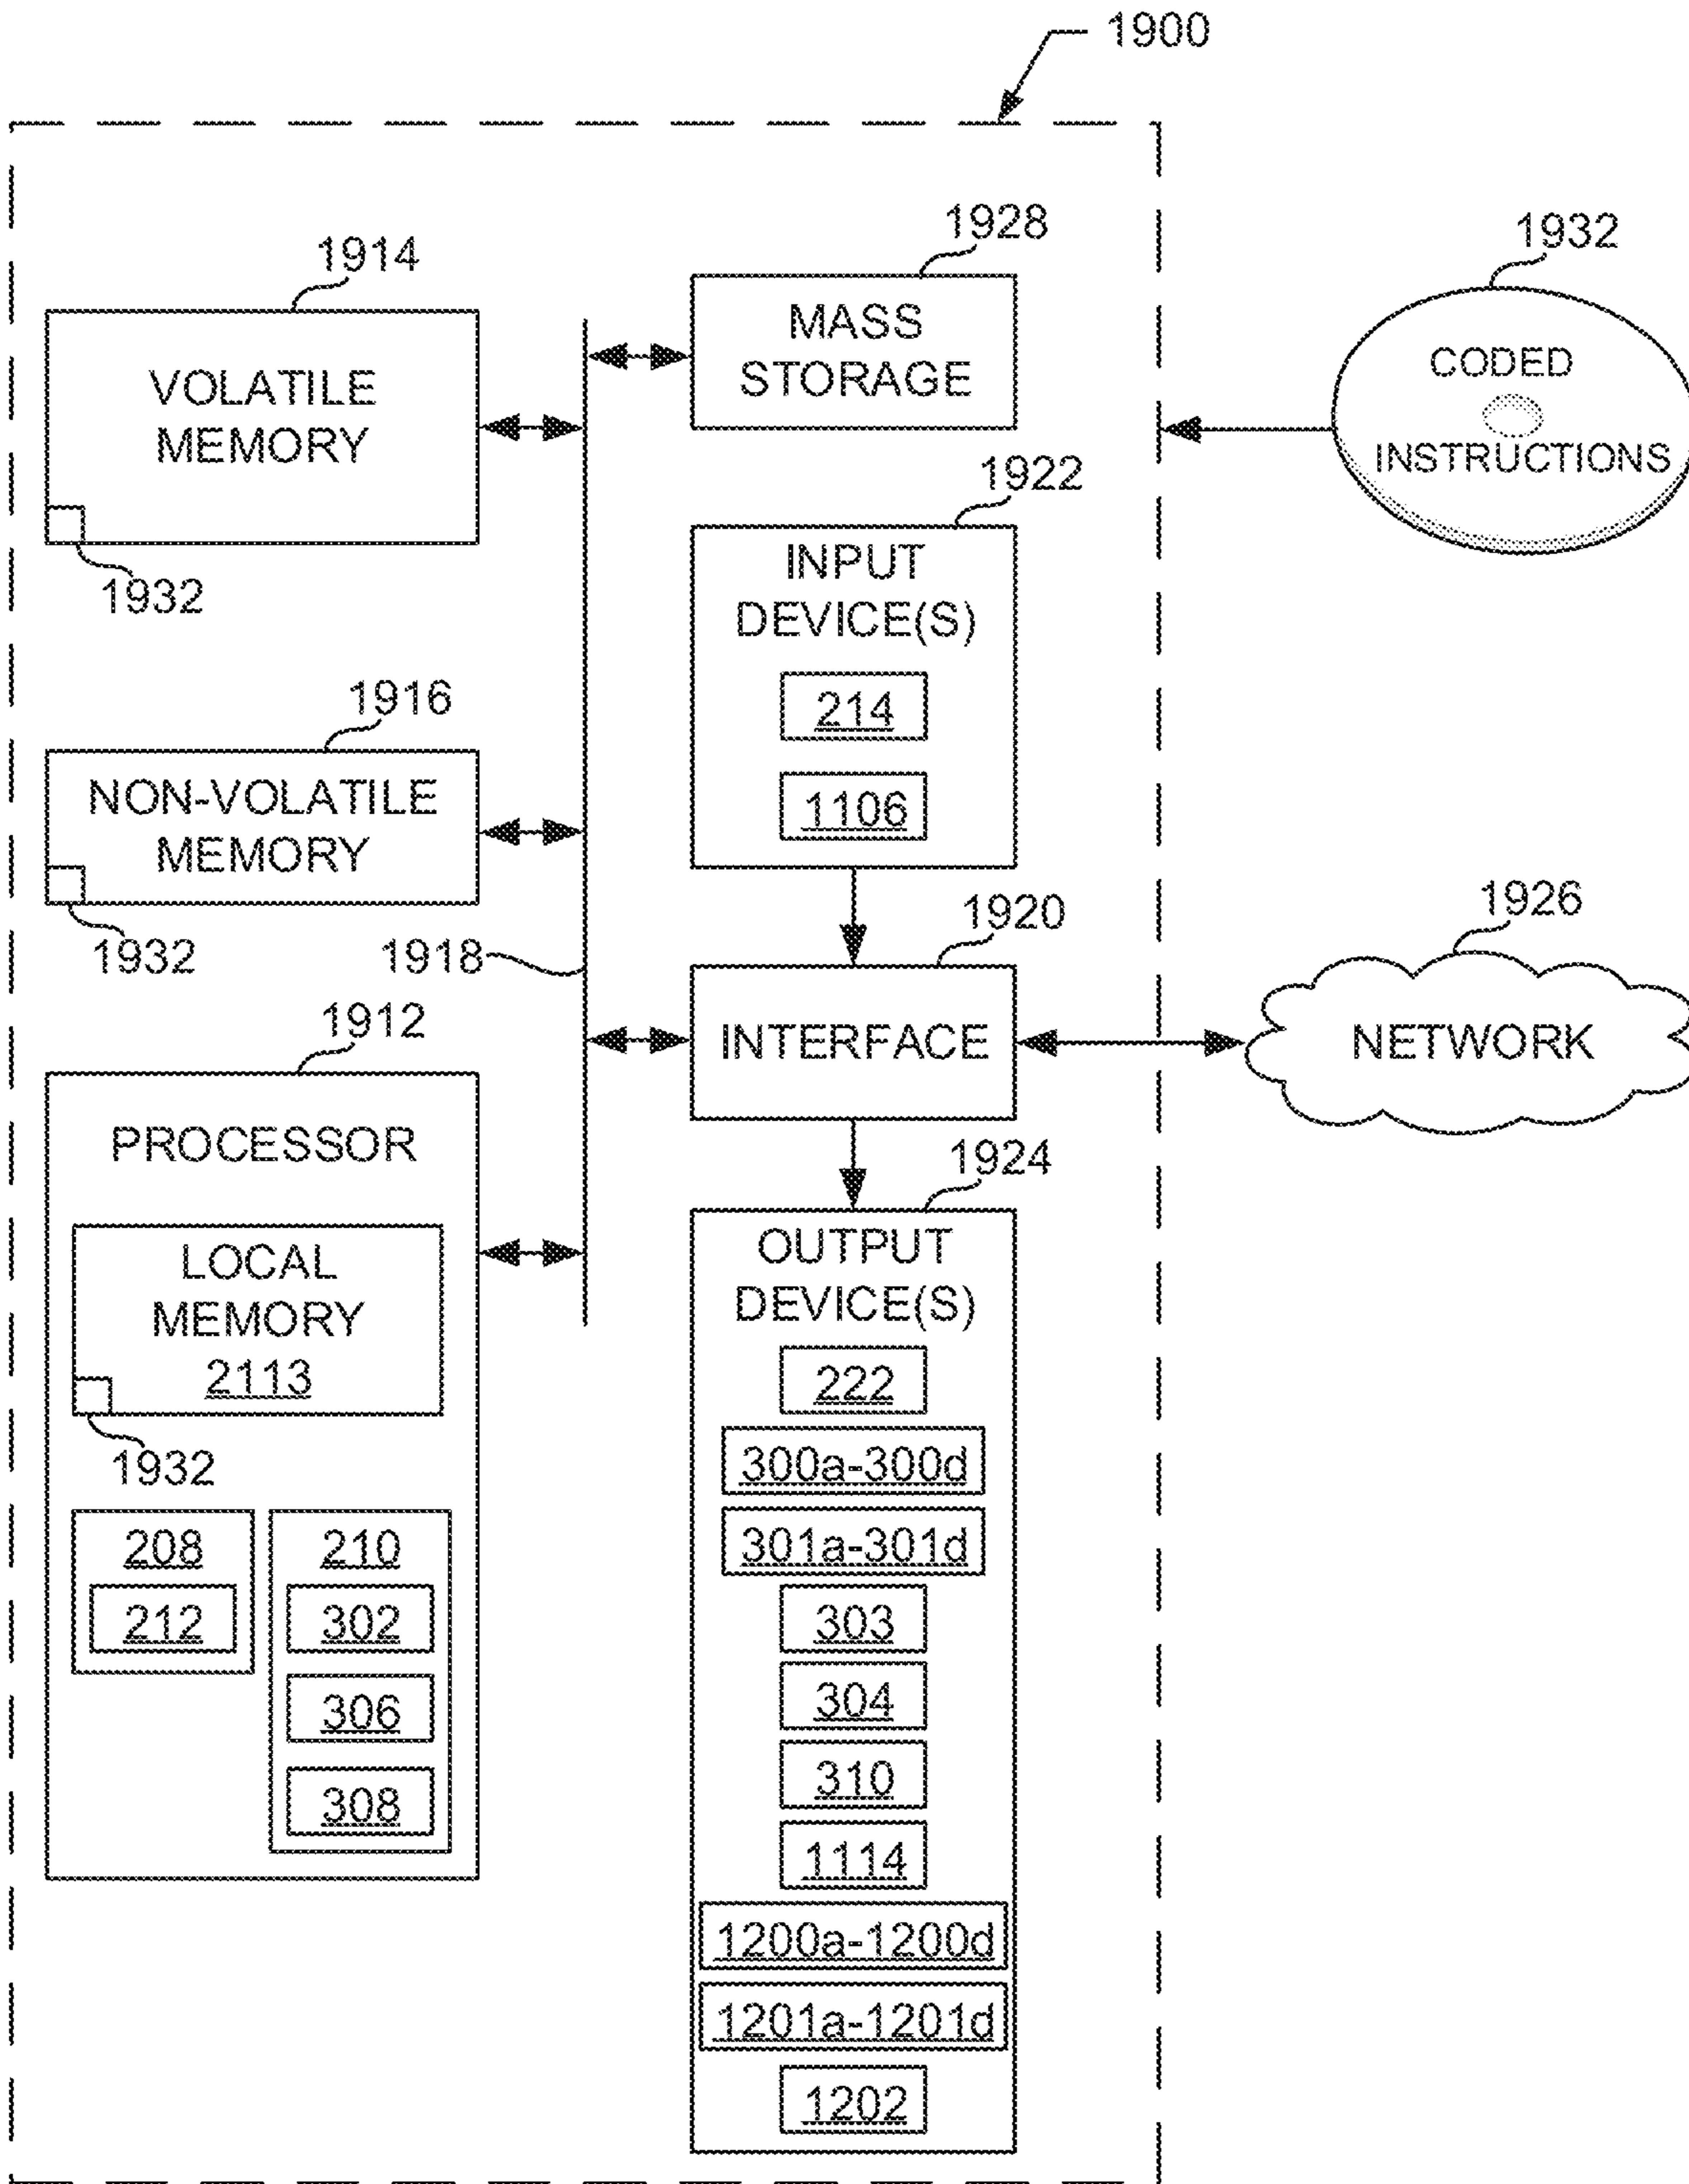 1900
1914
VOLATILE
MEMORY
1932
1928
MASS
STORAGE
1932
CODED
INSTRUCTIONS
1922
INPUT
DEVICE(S)
214
1106
1916
NON-VOLATILE
MEMORY
1932
1918
1920
INTERFACE
1926
NETWORK
1912
PROCESSOR
LOCAL
MEMORY
2113
1932
208
212
210
302
306
308
1924
OUTPUT
DEVICE(S)
222
300a-300d
301a-301d
303
304
310
1114
1200a-1200d
1201a-1201d
1202